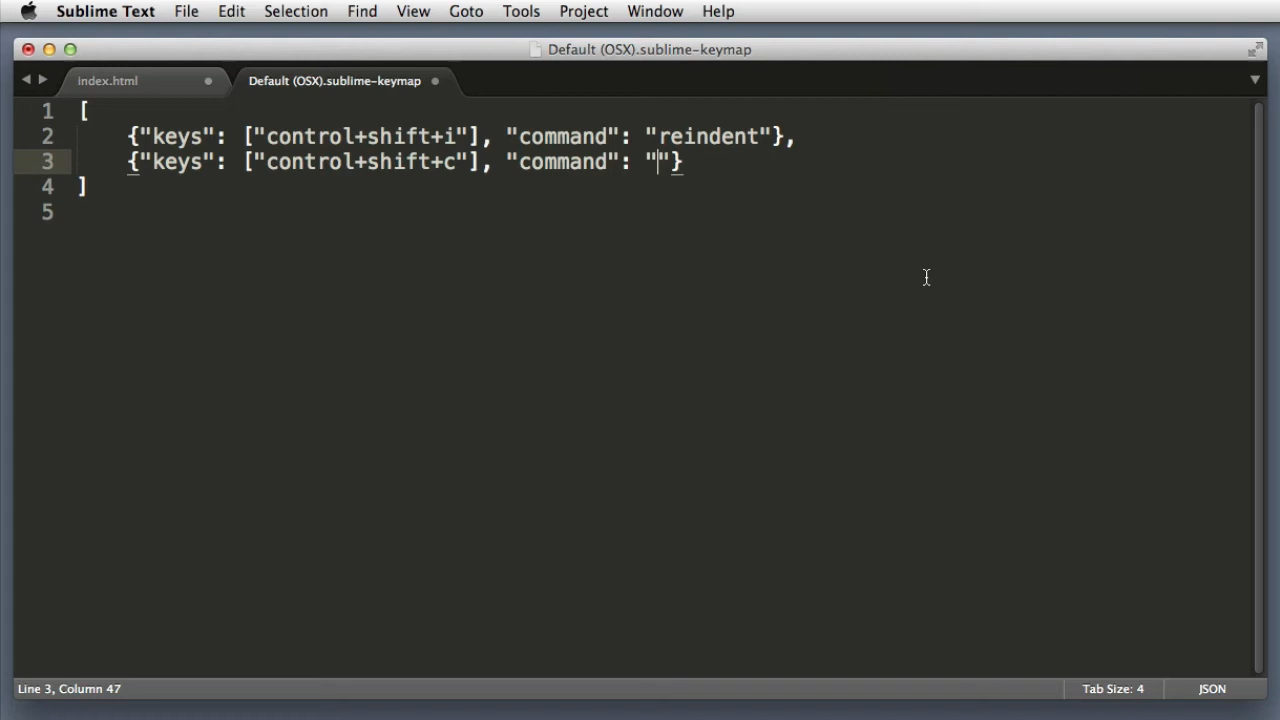 Sublime Text File Edit Selection Find View Goto Tools Project Window Help
Default (OSX).sublime-keymap
index.html Default (OSX).sublime-keymap
1 [
2 {"keys": ["control+shift+i"], "command": "reindent"},
3 {"keys": ["control+shift+c"], "command": ""}
4 ]
5
Line 3, Column 47 Tab Size: 4 JSON